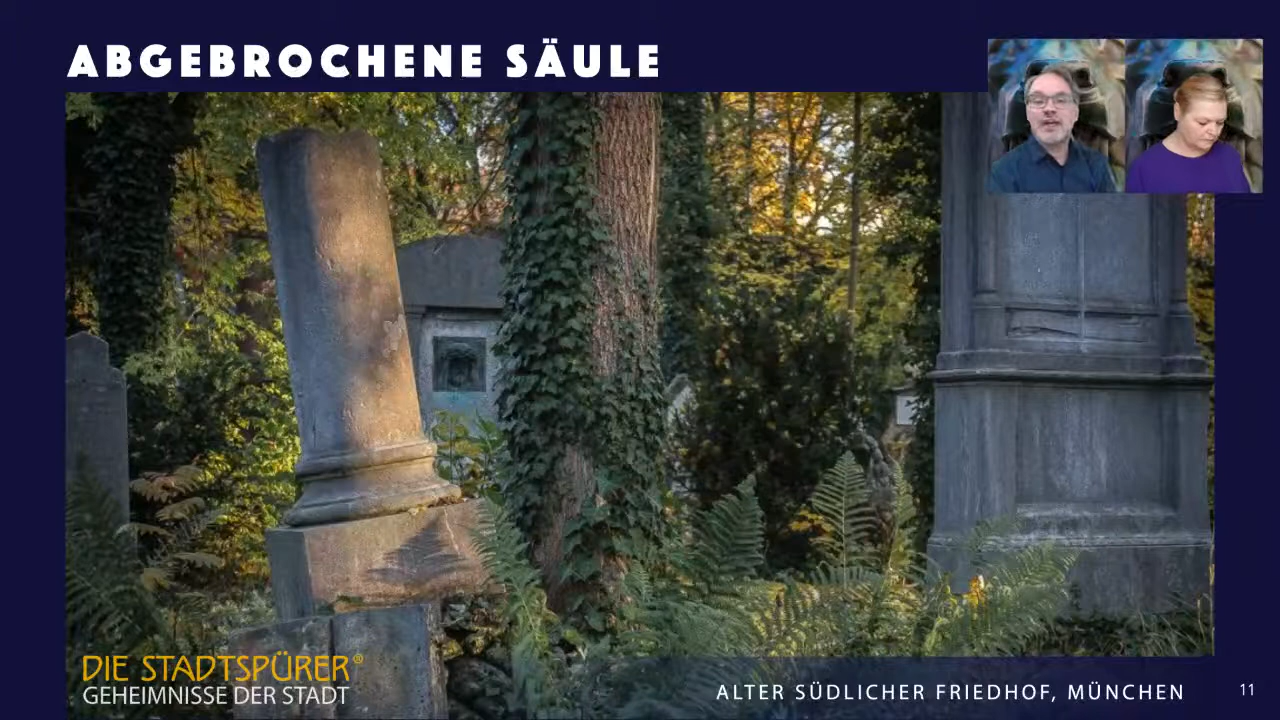 ABGEBROCHENE SÄULE
DIE STADTSPÜRER®
GEHEIMNISSE DER STADT
ALTER SÜDLICHER FRIEDHOF, MÜNCHEN
11